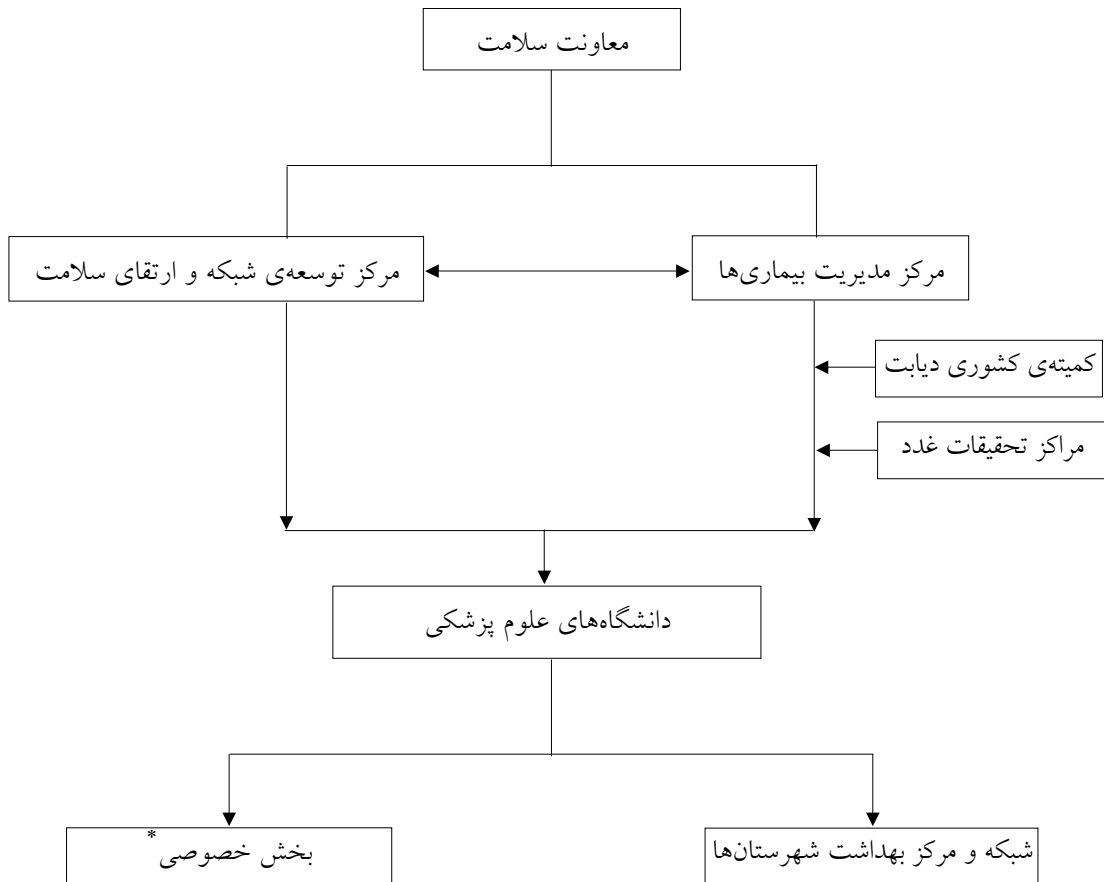 معاونت سلامت
مرکز مدیریت بیماری‌ها
مرکز توسعه‌ی شبکه و ارتقای سلامت
کمیته‌ی کشوری دیابت
مراکز تحقیقات غدد
دانشگاه‌های علوم پزشکی
شبکه و مرکز بهداشت شهرستان‌ها
بخش خصوصی*